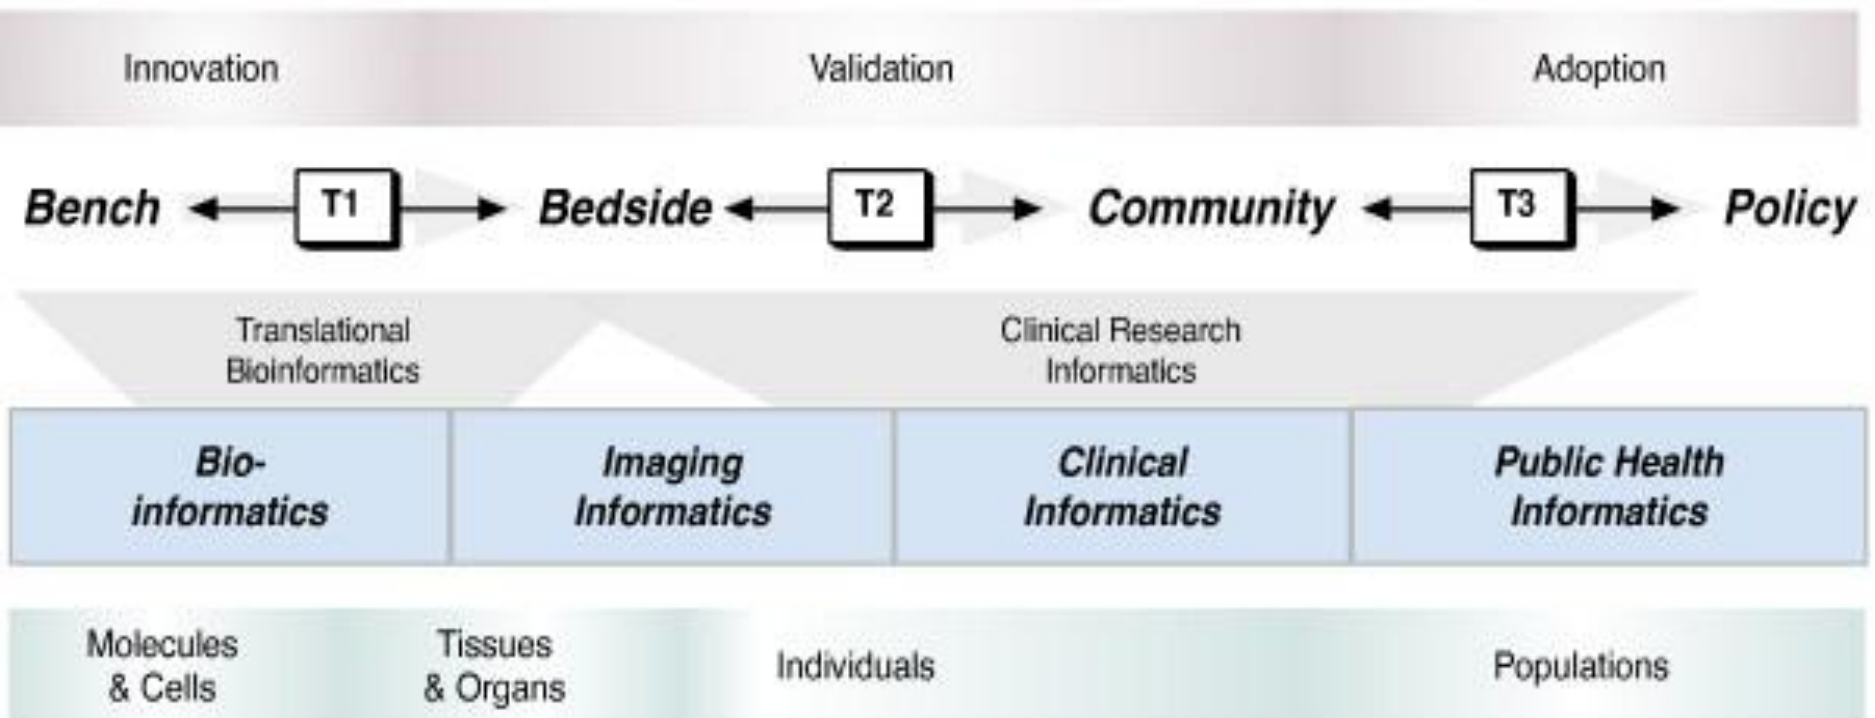 Innovation Validation Adoption
Bench T1 Bedside T2 Community T3 Policy
Translational
Bioinformatics
Clinical Research
Informatics
Bio-
informatics
Imaging
Informatics
Clinical
Informatics
Public Health
Informatics
Molecules
& Cells
Tissues
& Organs
Individuals
Populations